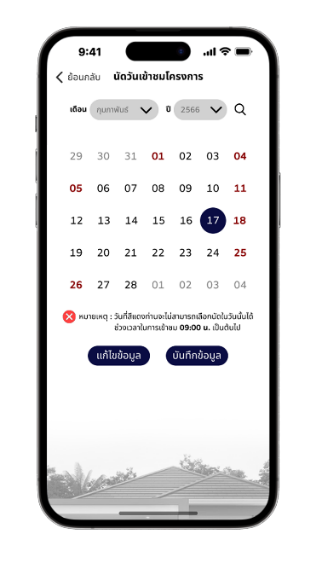 9:41
ย้อนกลับ นัดวันเข้าชมโครงการ
เดือน กุมภาพันธ์ ปี 2566
29 30 31 01 02 03 04
05 06 07 08 09 10 11
12 13 14 15 16 17 18
19 20 21 22 23 24 25
26 27 28 01 02 03 04
หมายเหตุ : วันที่สีแดงท่านจะไม่สามารถเลือกนัดในวันนั้นได้
ช่วงเวลาในการเข้าชม 09:00 น. เป็นต้นไป
แก้ไขข้อมูล บันทึกข้อมูล